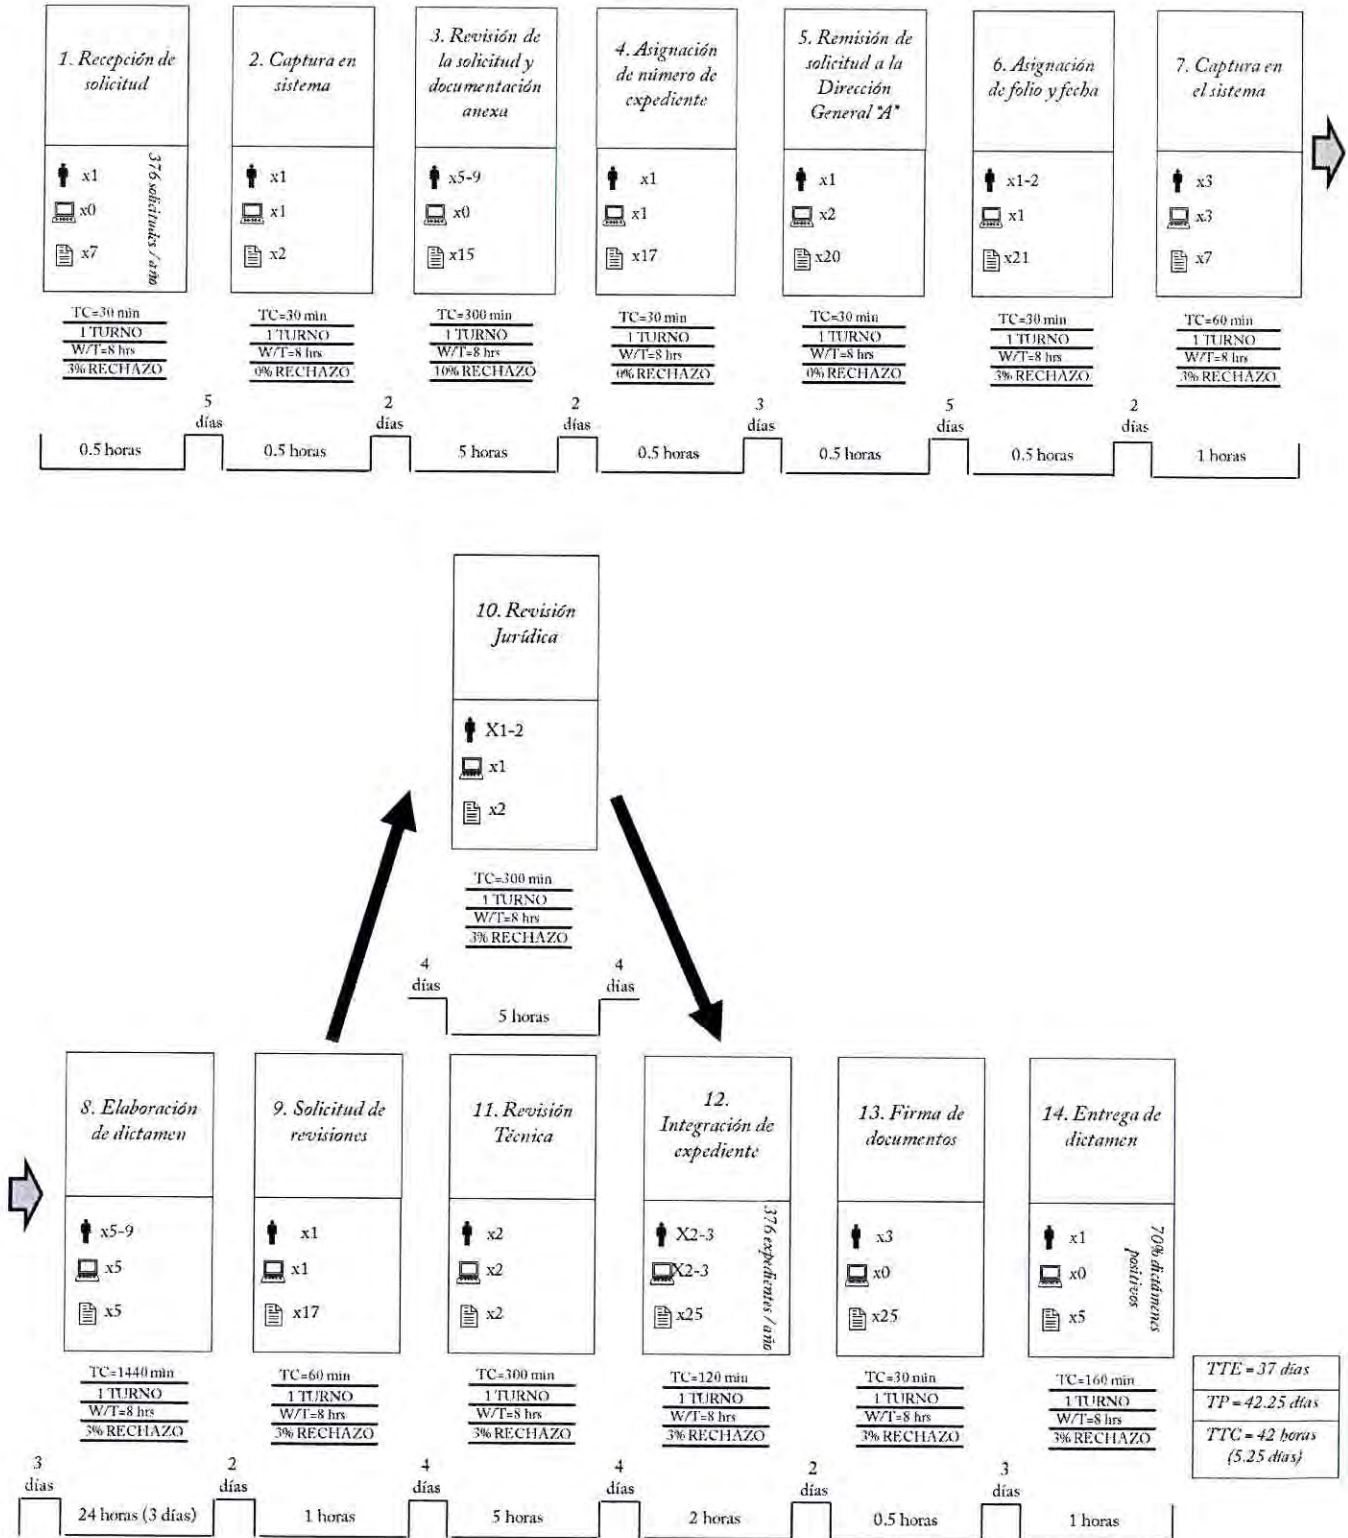 1. Recepción de
solicitud
x1
x0
x7
376 solicitudes / año
TC=30 min
1 TURNO
W/T=8 hrs
3% RECHAZO
2. Captura en
sistema
x1
x1
x2
TC=30 min
1 TURNO
W/T=8 hrs
0% RECHAZO
3. Revisión de
la solicitud y
documentación
anexa
x5-9
x0
x15
TC=300 min
1 TURNO
W/T=8 hrs
10% RECHAZO
4. Asignación
de número de
expediente
x1
x1
x17
TC=30 min
1 TURNO
W/T=8 hrs
0% RECHAZO
5. Remisión de
solicitud a la
Dirección
General "A"
x1
x2
x20
TC=30 min
1 TURNO
W/T=8 hrs
0% RECHAZO
6. Asignación
de folio y fecha
x1-2
x1
x21
TC=30 min
1 TURNO
W/T=8 hrs
3% RECHAZO
7. Captura en
el sistema
x3
x3
x7
TC=60 min
1 TURNO
W/T=8 hrs
3% RECHAZO
0.5 horas
5
días
0.5 horas
2
días
5 horas
2
días
0.5 horas
3
días
0.5 horas
5
días
0.5 horas
2
días
1 horas
10. Revisión
Jurídica
X1-2
x1
x2
TC=300 min
1 TURNO
W/T=8 hrs
3% RECHAZO
4
días
5 horas
4
días
8. Elaboración
de dictamen
x5-9
x5
x5
TC=1440 min
1 TURNO
W/T=8 hrs
3% RECHAZO
9. Solicitud de
revisiones
x1
x1
x17
TC=60 min
1 TURNO
W/T=8 hrs
3% RECHAZO
11. Revisión
Técnica
x2
x2
x2
TC=300 min
1 TURNO
W/T=8 hrs
3% RECHAZO
12.
Integración de
expediente
X2-3
X2-3
x25
376 expedientes / año
TC=120 min
1 TURNO
W/T=8 hrs
3% RECHAZO
13. Firma de
documentos
x3
x0
x25
TC=30 min
1 TURNO
W/T=8 hrs
3% RECHAZO
14. Entrega de
dictamen
x1
x0
x5
70% dictámenes
positivos
TC=160 min
1 TURNO
W/T=8 hrs
3% RECHAZO
3
días
24 horas (3 días)
2
días
1 horas
4
días
5 horas
4
días
2 horas
2
días
0.5 horas
3
días
1 horas
TTE = 37 días
TP = 42.25 días
TTC = 42 horas
(5.25 días)